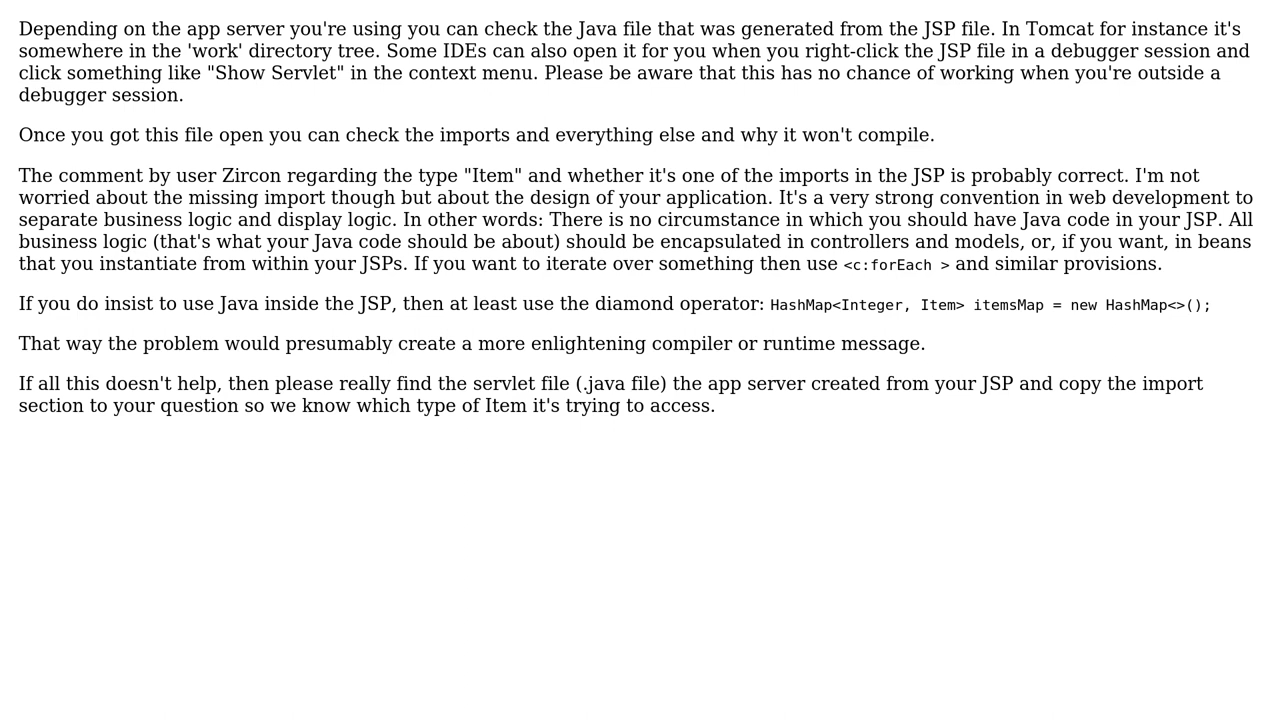 Depending on the app server you're using you can check the Java file that was generated from the JSP file. In Tomcat for instance it's
somewhere in the 'work' directory tree. Some IDEs can also open it for you when you right-click the JSP file in a debugger session and
click something like "Show Servlet" in the context menu. Please be aware that this has no chance of working when you're outside a
debugger session.
Once you got this file open you can check the imports and everything else and why it won't compile.
The comment by user Zircon regarding the type "Item" and whether it's one of the imports in the JSP is probably correct. I'm not
worried about the missing import though but about the design of your application. It's a very strong convention in web development to
separate business logic and display logic. In other words: There is no circumstance in which you should have Java code in your JSP. All
business logic (that's what your Java code should be about) should be encapsulated in controllers and models, or, if you want, in beans
that you instantiate from within your JSPs. If you want to iterate over something then use <c:forEach > and similar provisions.
If you do insist to use Java inside the JSP, then at least use the diamond operator: HashMap<Integer, Item> itemsMap = new HashMap<>();
That way the problem would presumably create a more enlightening compiler or runtime message.
If all this doesn't help, then please really find the servlet file (.java file) the app server created from your JSP and copy the import
section to your question so we know which type of Item it's trying to access.